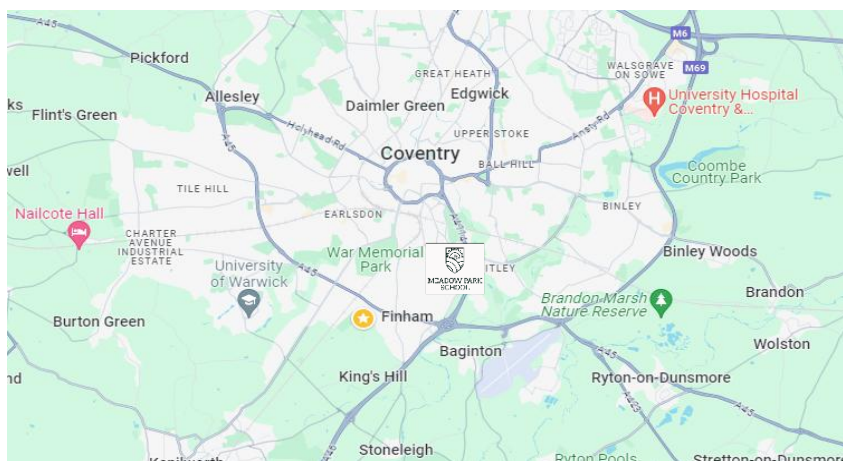 A45
M6
Pickford
WALSGRAVE
ON SOWE
M69
GREAT HEATH
Edgwick
Allesley
Daimler Green
University Hospital
Coventry &...
ks
Flint's Green
Holyhead Rd
UPPER STOKE
Ansty Rd
A45
Coventry
BALL HILL
well
Coombe
Country Park
TILE HILL
Nailcote Hall
EARLSDON
BINLEY
CHARTER
AVENUE
INDUSTRIAL
ESTATE
War Memorial
Park
Binley Woods
University
of Warwick
A45
MEADOW PARK
SCHOOL
ITLEY
Brandon Marsh
Nature Reserve
Brandon
Burton Green
Finham
Wolston
Baginton
nd
King's Hill
Ryton-on-Dunsmore
A45
A423
Stoneleigh
Kenilworth
Ryton Pools
Stretton-on-Dunsmore
A45